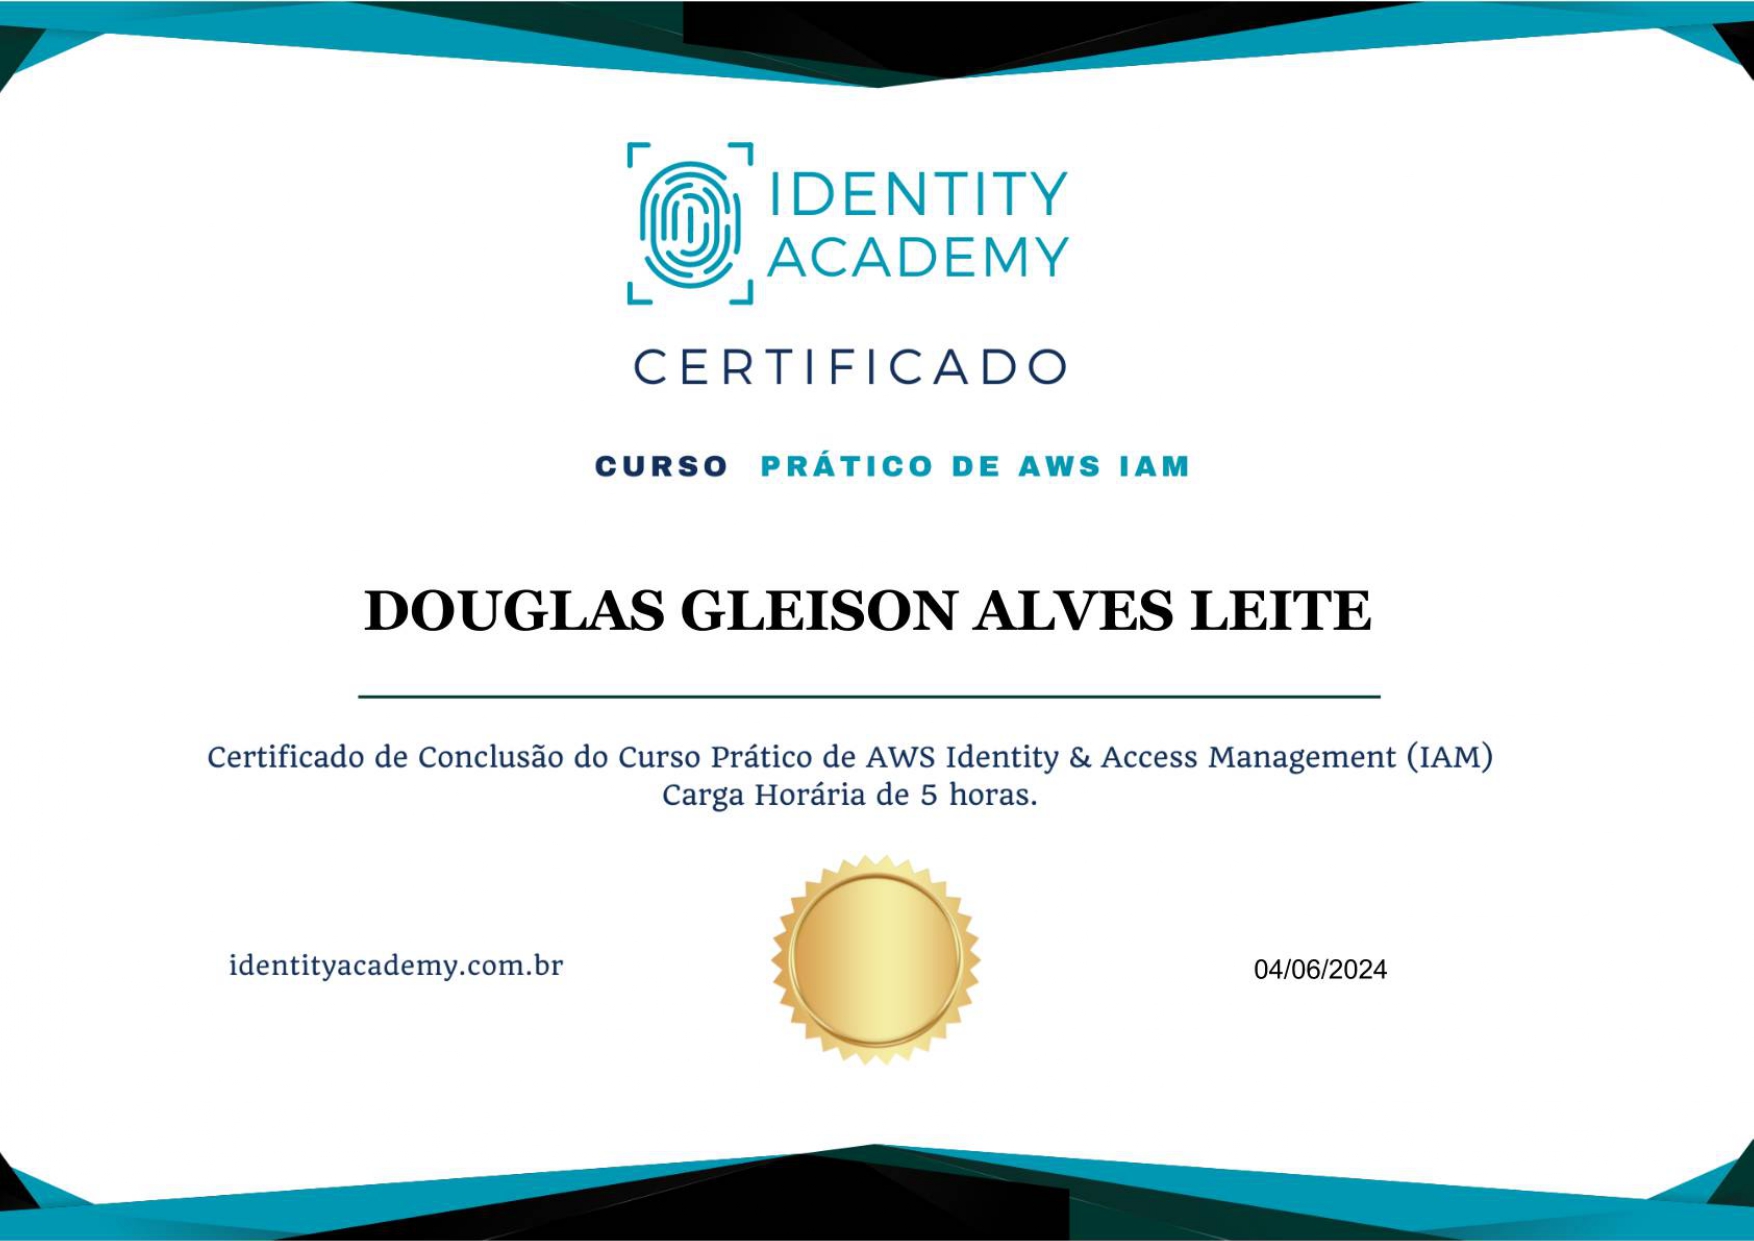 IDENTITY
ACADEMY
CERTIFICADO
CURSO PRÁTICO DE AWS IAM
DOUGLAS GLEISON ALVES LEITE
Certificado de Conclusão do Curso Prático de AWS Identity & Access Management (IAM)
Carga Horária de 5 horas.
identityacademy.com.br
04/06/2024